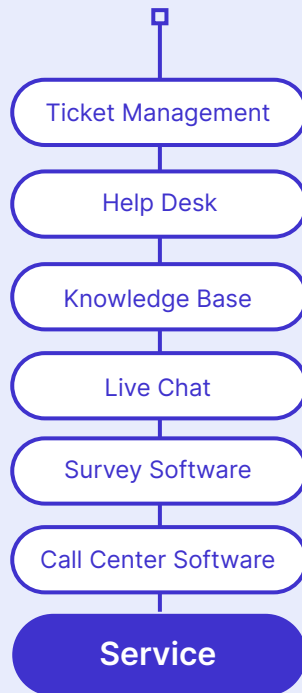 Ticket Management
Help Desk
Knowledge Base
Live Chat
Survey Software
Call Center Software
Service